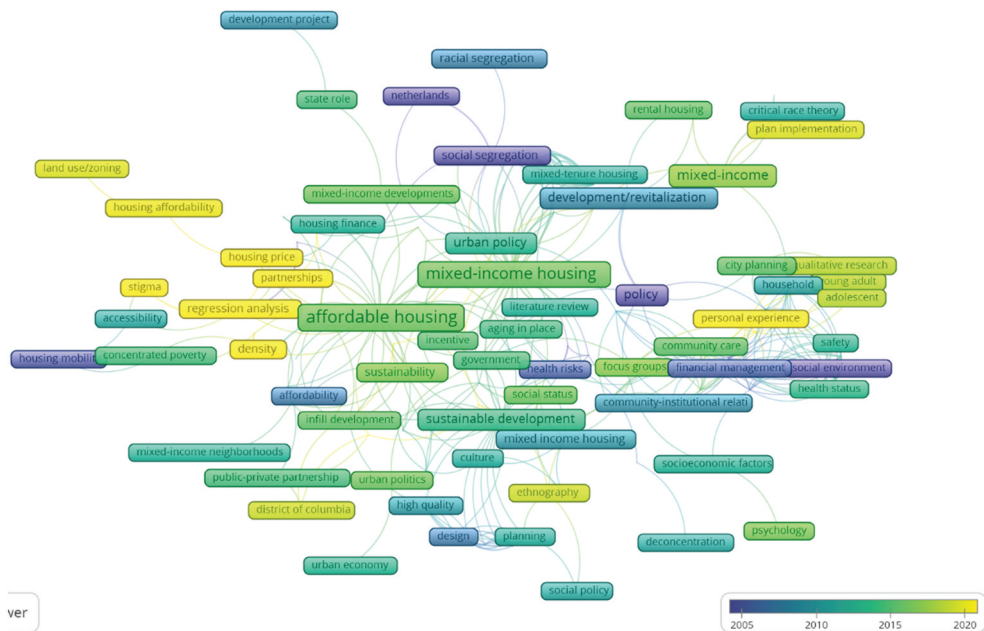 development project
racial segregation
netherlands
state role
rental housing
critical race theory
plan implementation
social segregation
land use/zoning
mixed-tenure housing
mixed-income
mixed-income developments
development/revitalization
housing affordability
housing finance
urban policy
housing price
city planning
qualitative research
mixed-income housing
partnerships
young adult
household
stigma
policy
adolescent
regression analysis
literature review
accessibility
affordable housing
personal experience
aging in place
incentive
safety
density
community care
housing mobility
concentrated poverty
government
health risks
focus groups
financial management
social environment
sustainability
health status
affordability
social status
community-institutional relati
infill development
sustainable development
mixed income housing
mixed-income neighborhoods
culture
socioeconomic factors
public-private partnership
urban politics
ethnography
district of columbia
high quality
psychology
design
planning
deconcentration
urban economy
social policy
wer
2005 2010 2015 2020